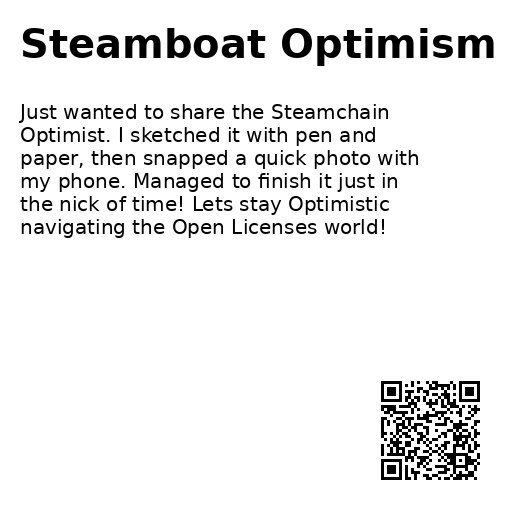 Steamboat Optimism
Just wanted to share the Steamchain
Optimist. I sketched it with pen and
paper, then snapped a quick photo with
my phone. Managed to finish it just in
the nick of time! Lets stay Optimistic
navigating the Open Licenses world!